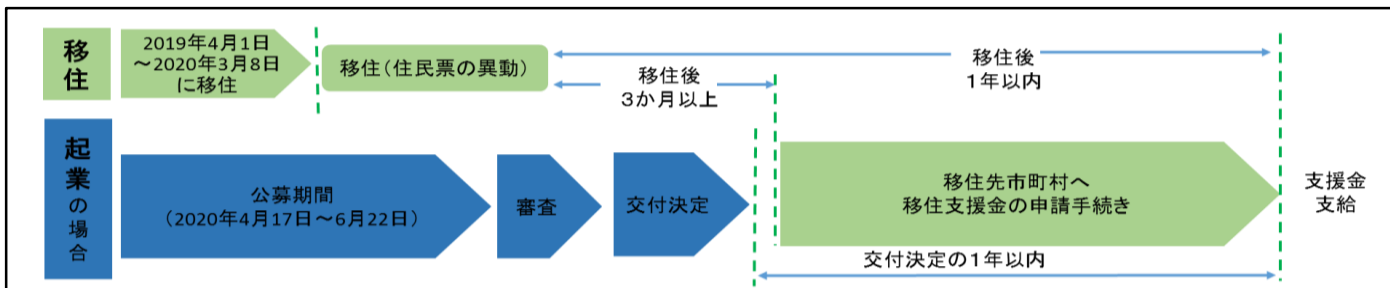 移住
2019年4月1日
～2020年3月8日
に移住
移住(住民票の異動)
移住後
3か月以上
移住後
1年以内
起業の場合
公募期間
(2020年4月17日～6月22日)
審査
交付決定
移住先市町村へ
移住支援金の申請手続き
支援金
支給
交付決定の1年以内